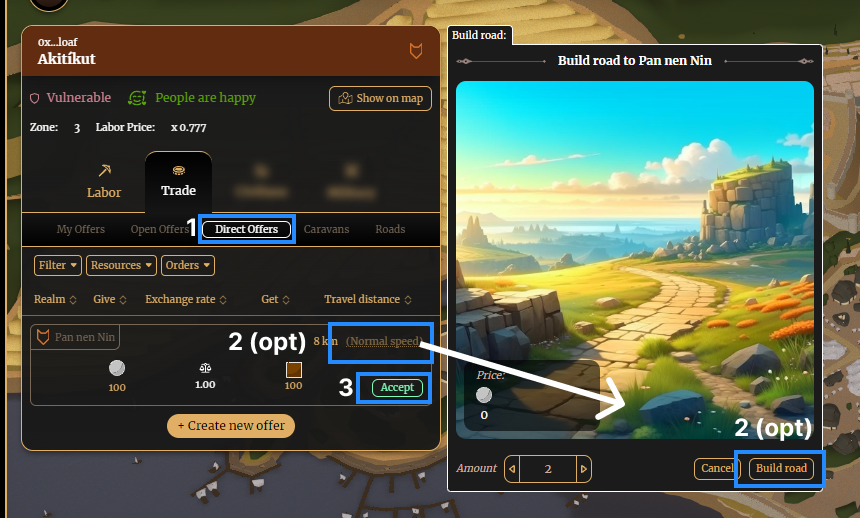 0x...loaf
Akitíkut
Vulnerable
People are happy
Show on map
Zone: 3 Labor Price: x 0.777
Labor
Trade
My Offers
Open Offers
1
Direct Offers
Caravans
Roads
Filter
Resources
Orders
Realm
Give
Exchange rate
Get
Travel distance
Pan nen Nin
2 (opt)
8 km (Normal speed)
100
1.00
100
3
Accept
+ Create new offer
Build road:
Build road to Pan nen Nin
Price:
0
2 (opt)
Amount
2
Cancel
Build road